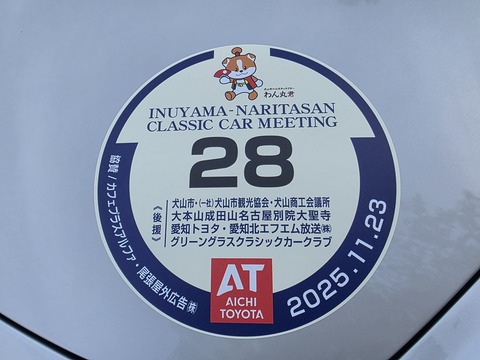 わん丸君
INUYAMA-NARITASAN
CLASSIC CAR MEETING
28
《後援》
犬山市・(一社)犬山市観光協会・犬山商工会議所
大本山成田山名古屋別院大聖寺
愛知トヨタ・愛知北エフエム放送㈱
グリーングラスクラシックカークラブ
協賛/カフェプラスアルファ・尾張屋外広告㈱
AT
AICHI
TOYOTA
2025.11.23